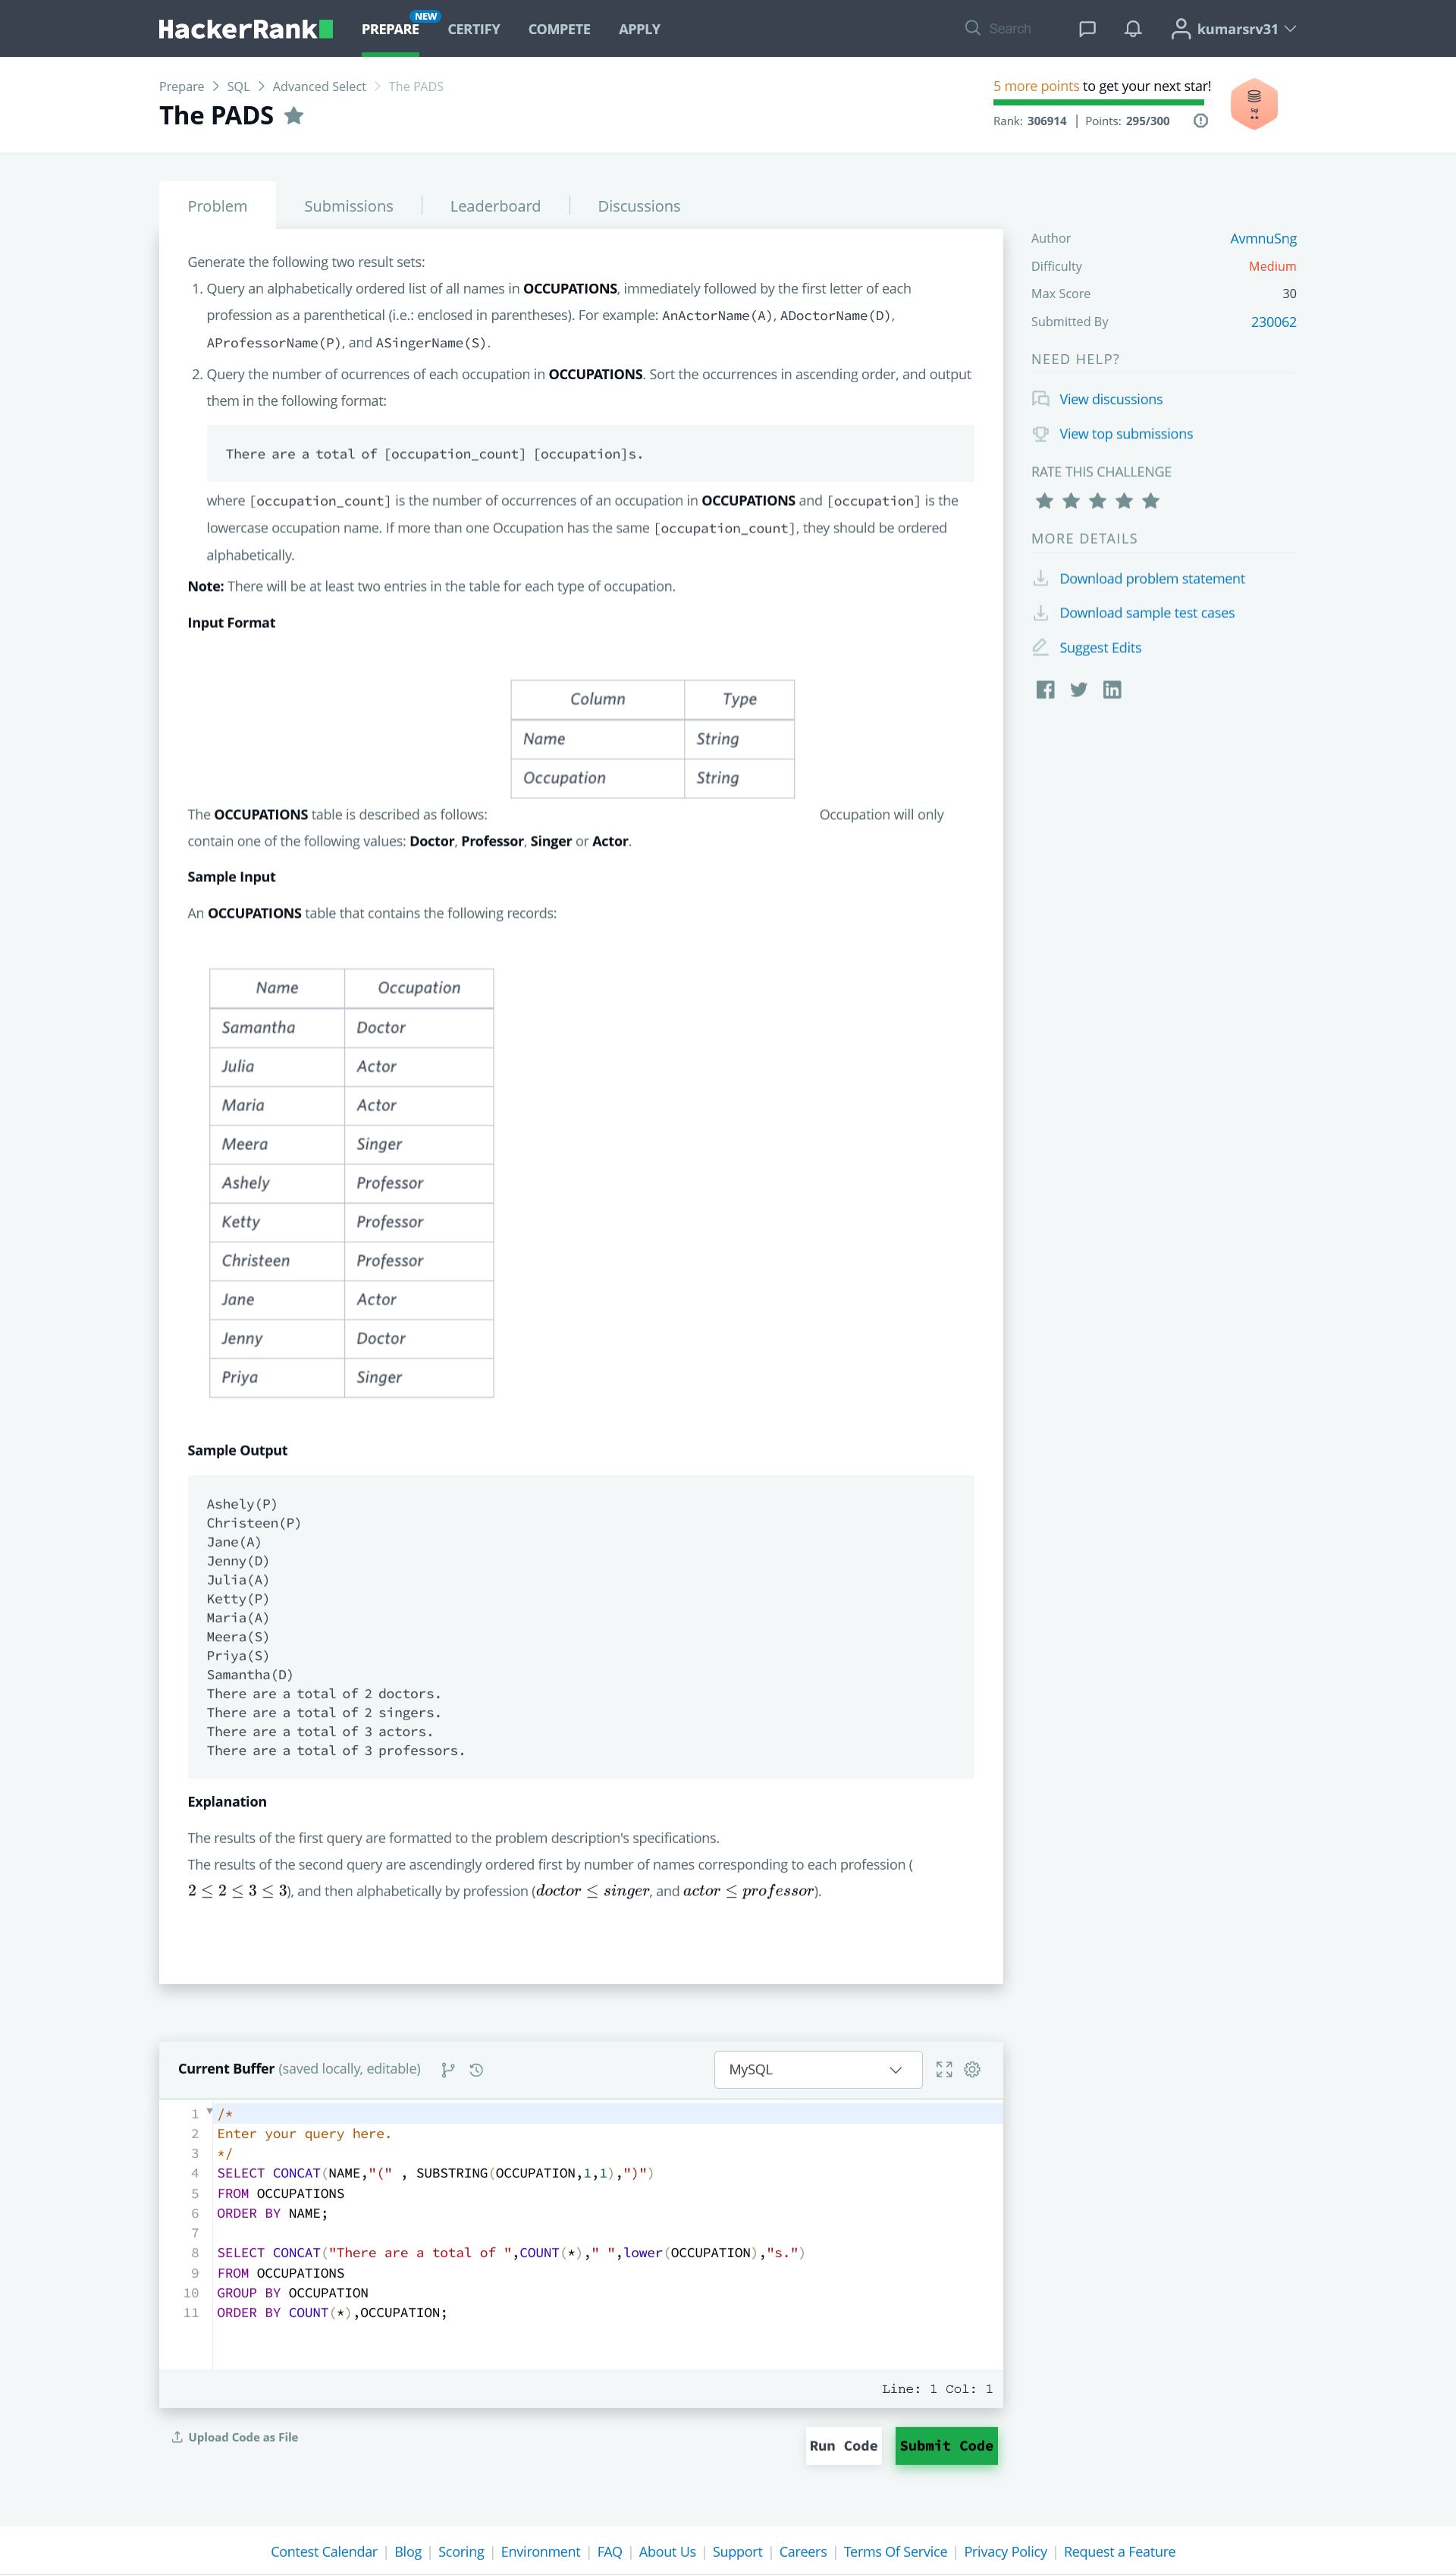 HackerRank PREPARE NEW CERTIFY COMPETE APPLY Search kumarsrv31
Prepare > SQL > Advanced Select > The PADS
The PADS
5 more points to get your next star!
Rank: 306914 | Points: 295/300
Sql
Problem Submissions Leaderboard Discussions
Generate the following two result sets:
1. Query an alphabetically ordered list of all names in OCCUPATIONS, immediately followed by the first letter of each
profession as a parenthetical (i.e.: enclosed in parentheses). For example: AnActorName(A), ADoctorName(D),
AProfessorName(P), and ASingerName(S).
2. Query the number of ocurrences of each occupation in OCCUPATIONS. Sort the occurrences in ascending order, and output
them in the following format:
There are a total of [occupation_count] [occupation]s.
where [occupation_count] is the number of occurrences of an occupation in OCCUPATIONS and [occupation] is the
lowercase occupation name. If more than one Occupation has the same [occupation_count], they should be ordered
alphabetically.
Note: There will be at least two entries in the table for each type of occupation.
Input Format
Column Type
Name String
Occupation String
The OCCUPATIONS table is described as follows: Occupation will only
contain one of the following values: Doctor, Professor, Singer or Actor.
Sample Input
An OCCUPATIONS table that contains the following records:
Name Occupation
Samantha Doctor
Julia Actor
Maria Actor
Meera Singer
Ashely Professor
Ketty Professor
Christeen Professor
Jane Actor
Jenny Doctor
Priya Singer
Sample Output
Ashely(P)
Christeen(P)
Jane(A)
Jenny(D)
Julia(A)
Ketty(P)
Maria(A)
Meera(S)
Priya(S)
Samantha(D)
There are a total of 2 doctors.
There are a total of 2 singers.
There are a total of 3 actors.
There are a total of 3 professors.
Explanation
The results of the first query are formatted to the problem description's specifications.
The results of the second query are ascendingly ordered first by number of names corresponding to each profession (
2 ≤ 2 ≤ 3 ≤ 3), and then alphabetically by profession (doctor ≤ singer, and actor ≤ professor).
Author AvmnuSng
Difficulty Medium
Max Score 30
Submitted By 230062
NEED HELP?
View discussions
View top submissions
RATE THIS CHALLENGE
MORE DETAILS
Download problem statement
Download sample test cases
Suggest Edits
Current Buffer (saved locally, editable) MySQL
1 /*
2 Enter your query here.
3 */
4 SELECT CONCAT(NAME,"(" , SUBSTRING(OCCUPATION,1,1),")")
5 FROM OCCUPATIONS
6 ORDER BY NAME;
7
8 SELECT CONCAT("There are a total of ",COUNT(*)," ",lower(OCCUPATION),"s.")
9 FROM OCCUPATIONS
10 GROUP BY OCCUPATION
11 ORDER BY COUNT(*),OCCUPATION;
Line: 1 Col: 1
Upload Code as File Run Code Submit Code
Contest Calendar | Blog | Scoring | Environment | FAQ | About Us | Support | Careers | Terms Of Service | Privacy Policy | Request a Feature